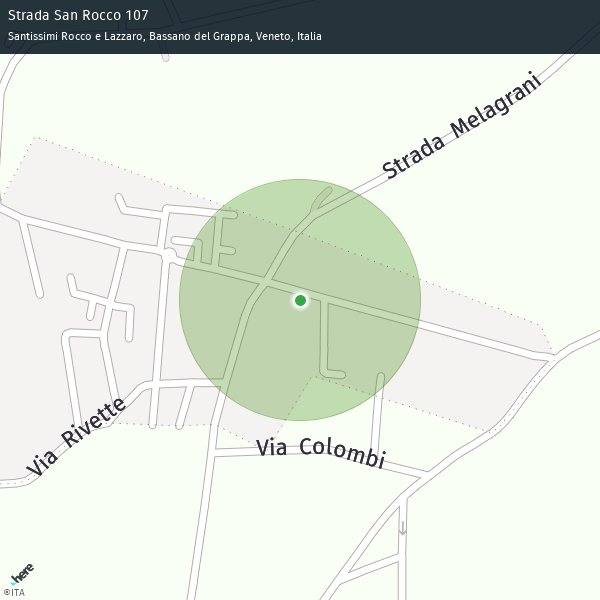 Strada San Rocco 107
Santissimi Rocco e Lazzaro, Bassano del Grappa, Veneto, Italia
Strada Melagrani
Via Rivette
Via Colombi
here
©ITA